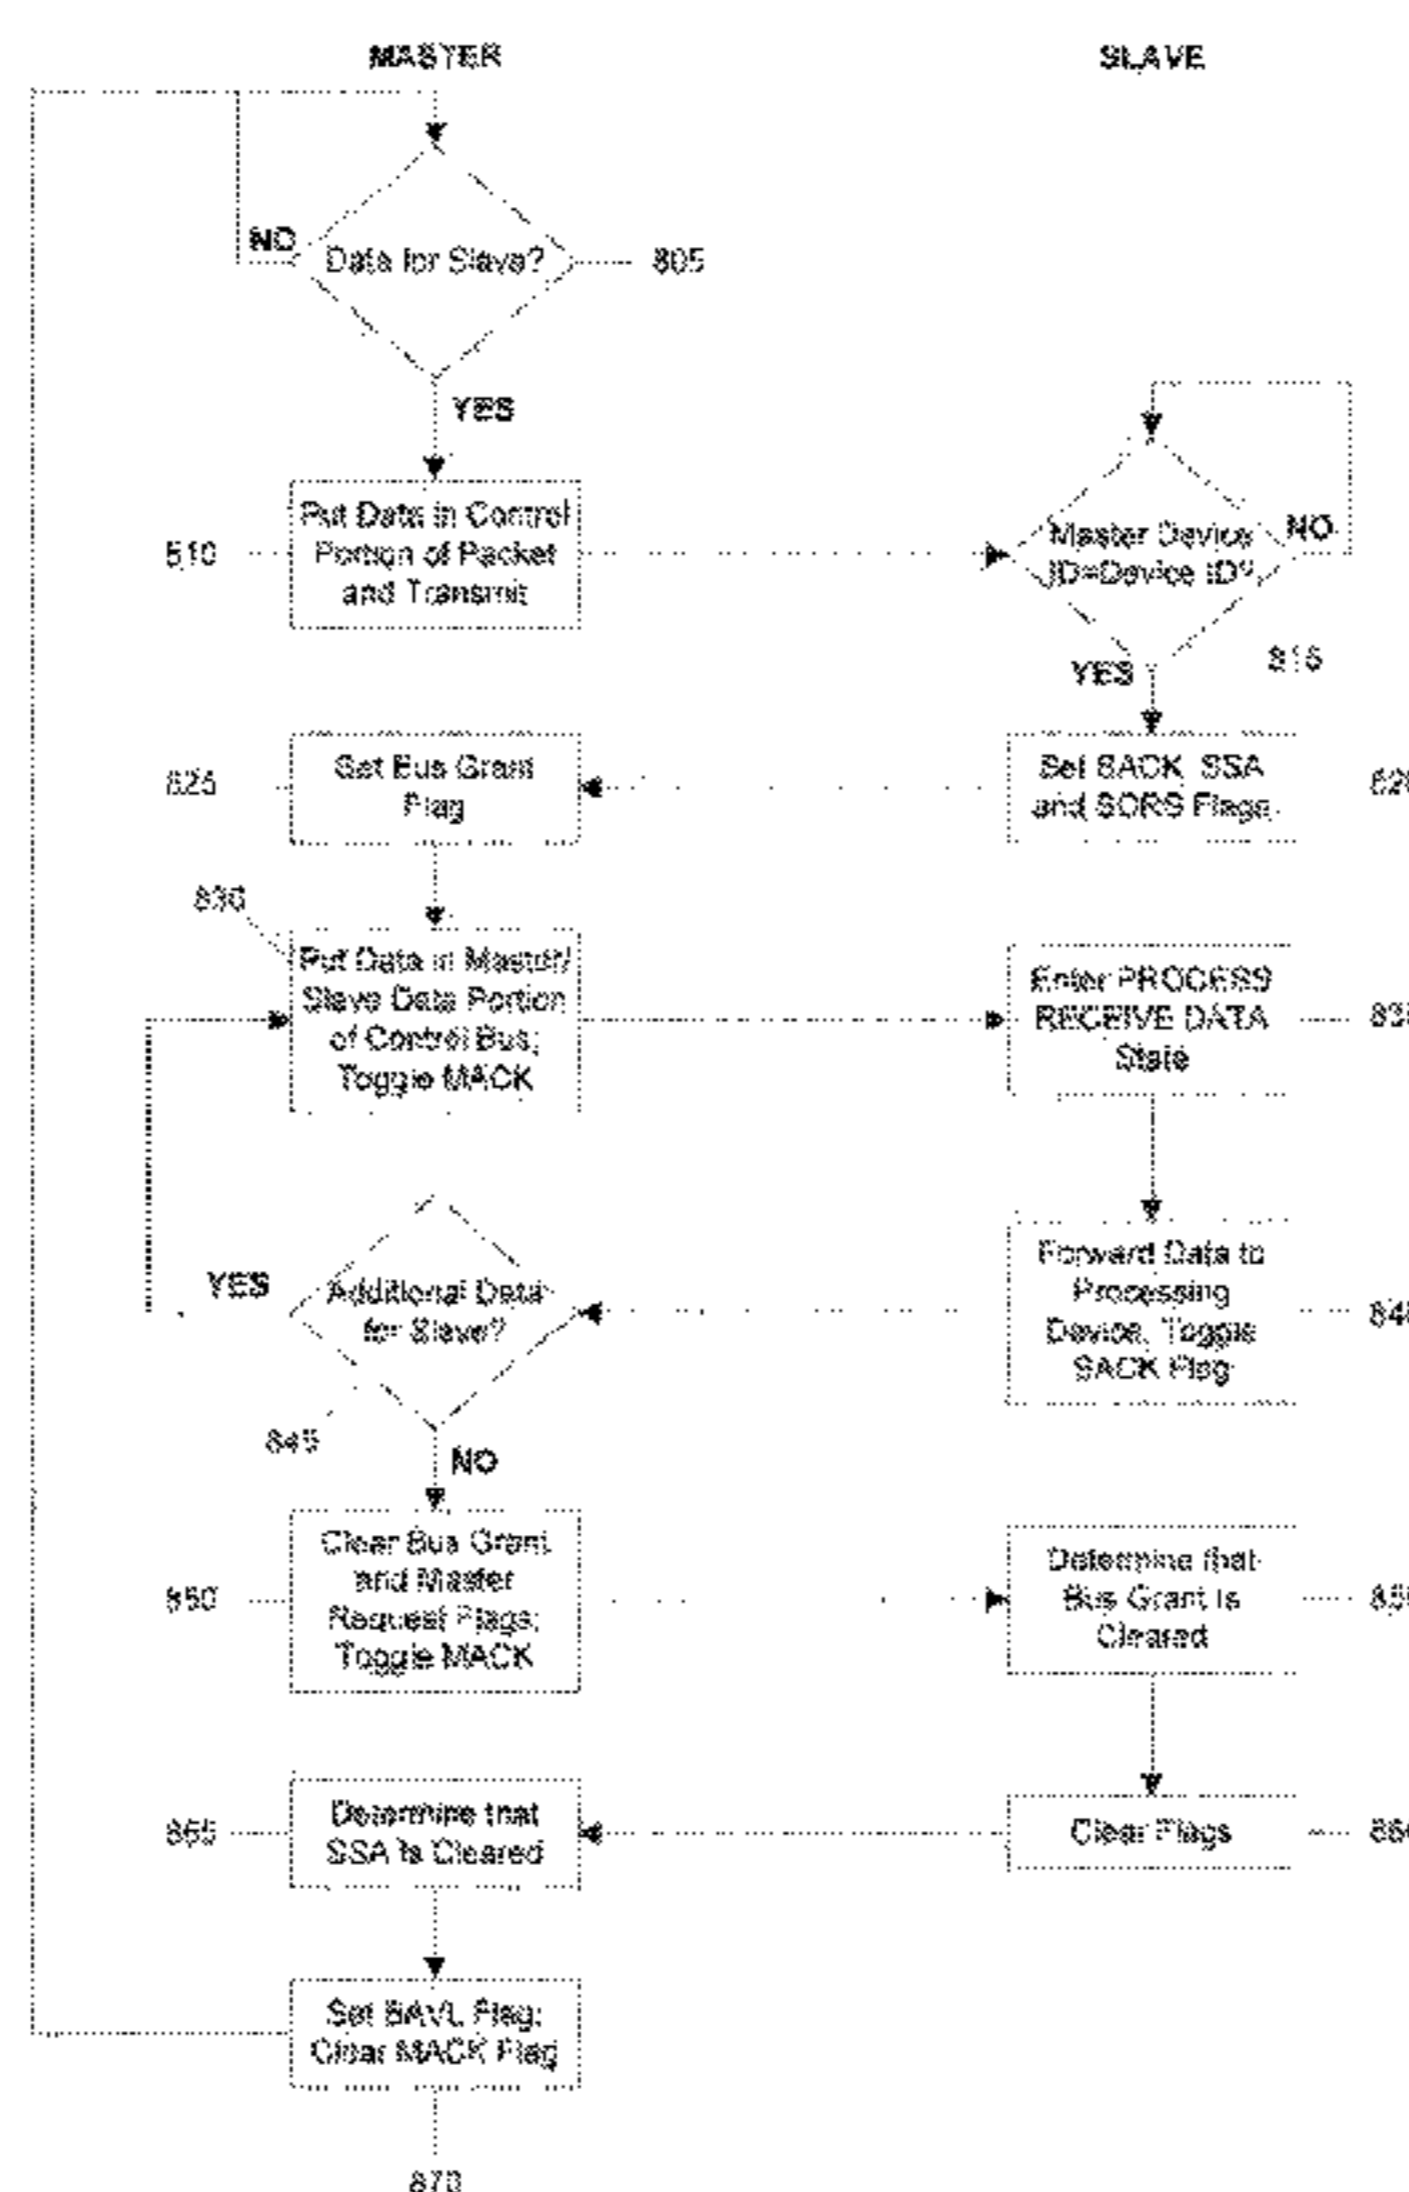 MASTER
SLAVE
Data for Slave?
NO
805
YES
Put Data in Control
Portion of Packet
and Transmit
810
Master Device
ID=Device ID?
NO
YES
815
Set Bus Grant
Flag
825
Set SACK, SSA
and SORS Flags
830
Put Data in Master/
Slave Data Portion
of Control Bus;
Toggle MACK
Enter PROCESS
RECEIVE DATA
State
YES
Additional Data
for Slave?
845
NO
Forward Data to
Processing
Device, Toggle
SACK Flag
Clear Bus Grant
and Master
Request Flags;
Toggle MACK
850
Determine that
Bus Grant is
Cleared
865
Determine that
SSA is Cleared
Clear Flags
Set BAVL Flag;
Clear MACK Flag
870